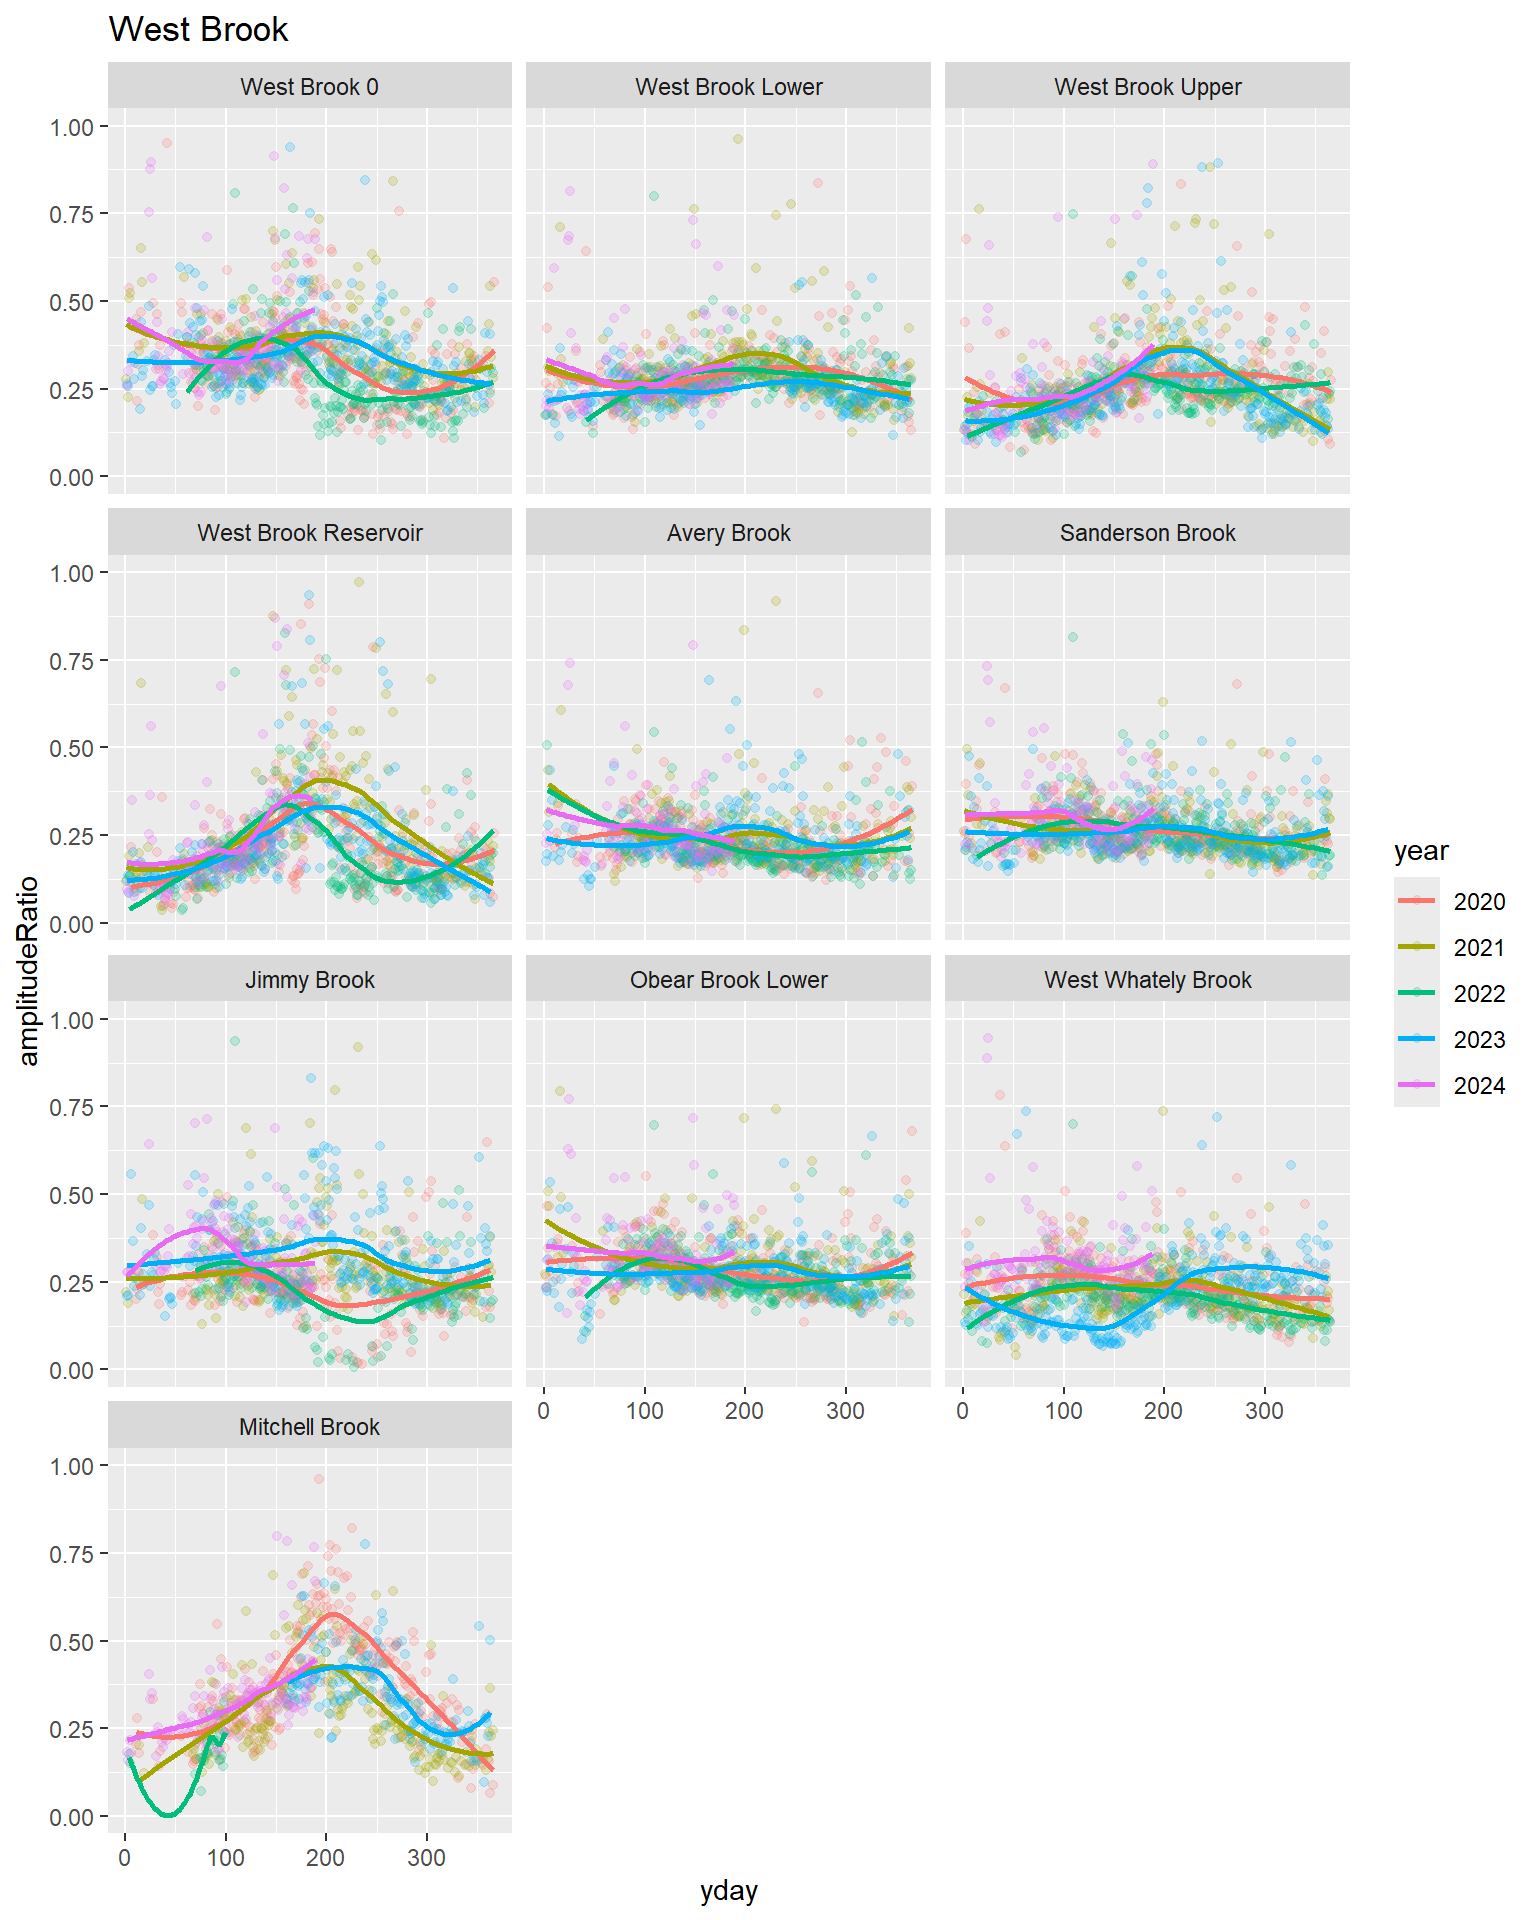 West Brook
West Brook 0
West Brook Lower
West Brook Upper
1.00
0.75
0.50
0.25
0.00
West Brook Reservoir
Avery Brook
Sanderson Brook
1.00
0.75
0.50
0.25
0.00
Jimmy Brook
Obear Brook Lower
West Whately Brook
1.00
0.75
0.50
0.25
0.00
0 100 200 300
0 100 200 300
Mitchell Brook
1.00
0.75
0.50
0.25
0.00
0 100 200 300
yday
amplitudeRatio
year
2020
2021
2022
2023
2024